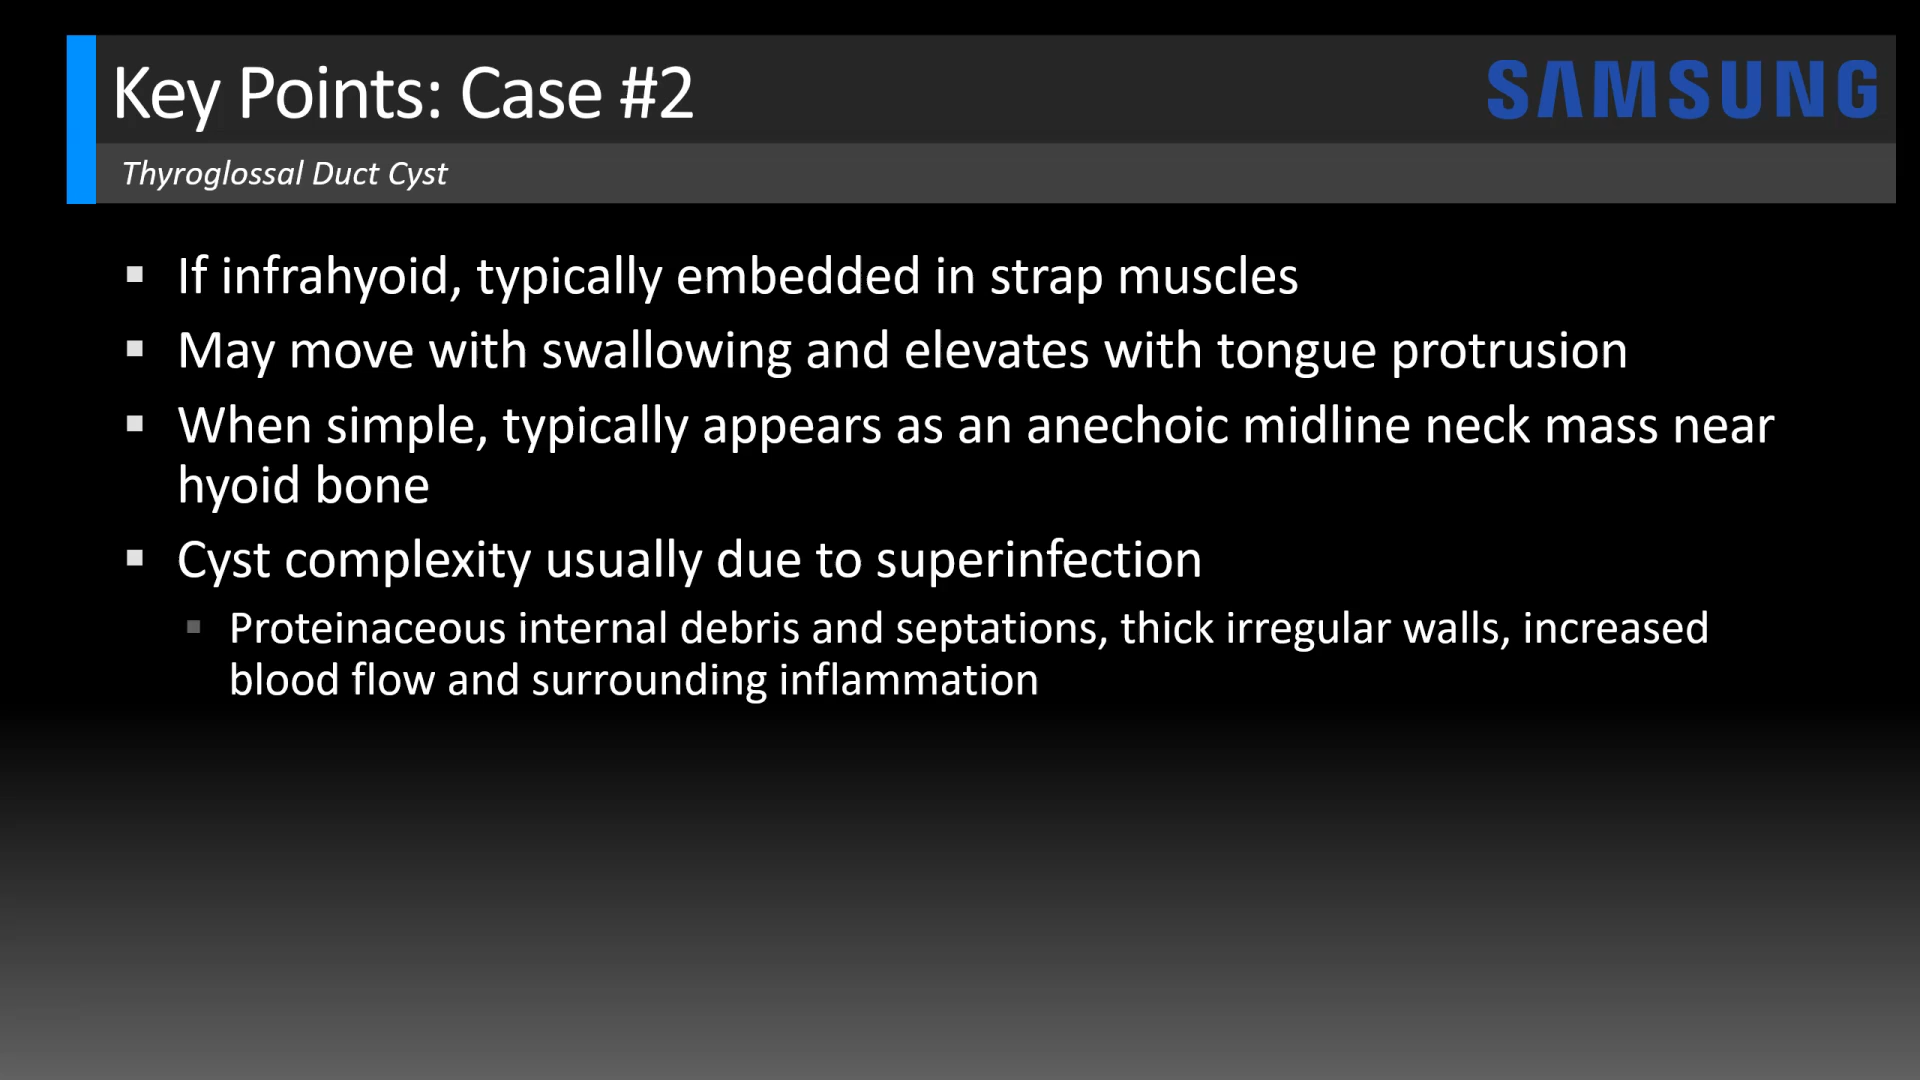 Key Points: Case #2
SAMSUNG
Thyroglossal Duct Cyst
If infrahyoid, typically embedded in strap muscles
May move with swallowing and elevates with tongue protrusion
When simple, typically appears as an anechoic midline neck mass near
hyoid bone
Cyst complexity usually due to superinfection
Proteinaceous internal debris and septations, thick irregular walls, increased
blood flow and surrounding inflammation